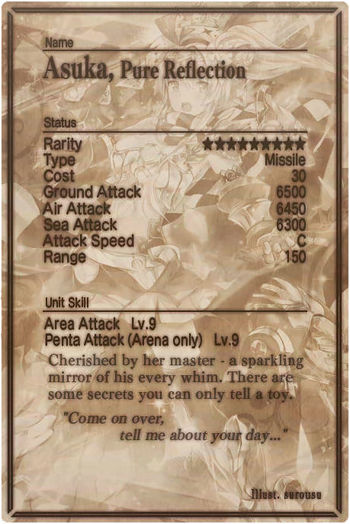 Name
Asuka, Pure Reflection
Status
Rarity ★★★★★★★★★
Type Missile
Cost 30
Ground Attack 6500
Air Attack 6450
Sea Attack 6300
Attack Speed C
Range 150
Unit Skill
Area Attack Lv.9
Penta Attack (Arena only) Lv.9
Cherished by her master - a sparkling
mirror of his every whim. There are
some secrets you can only tell a toy.
"Come on over,
tell me about your day..."
Illust. surousu